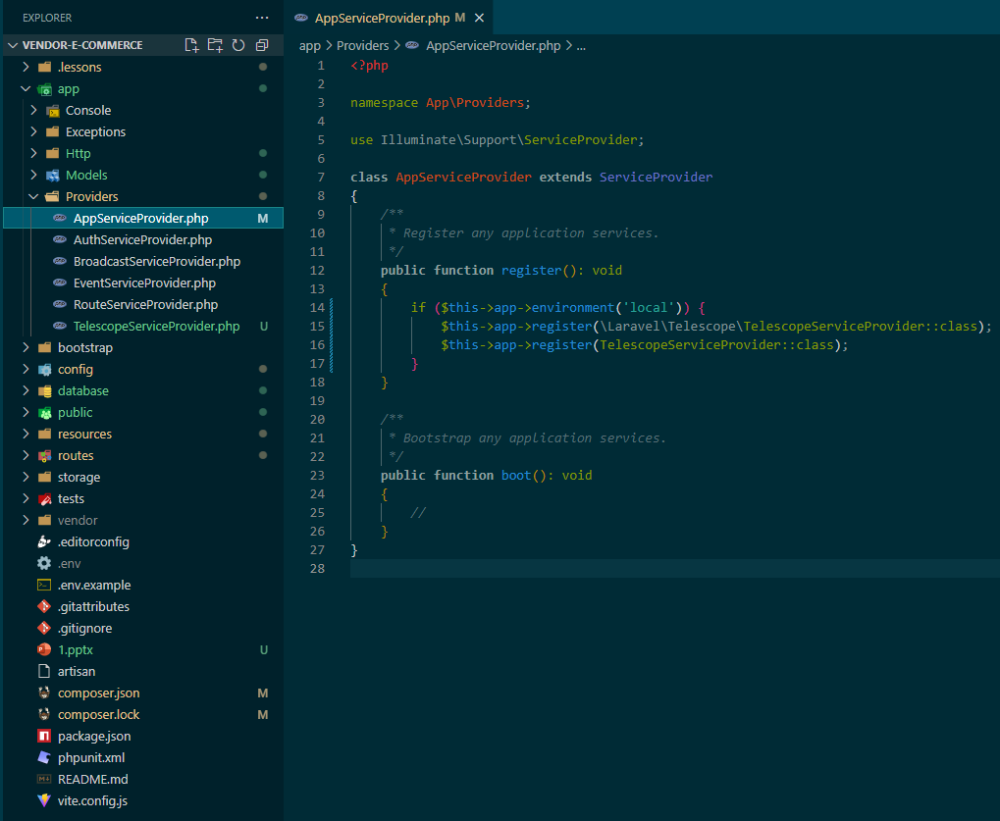 EXPLORER
VENDOR-E-COMMERCE
.lessons
app
Console
Exceptions
Http
Models
Providers
AppServiceProvider.php M
AuthServiceProvider.php
BroadcastServiceProvider.php
EventServiceProvider.php
RouteServiceProvider.php
TelescopeServiceProvider.php U
bootstrap
config
database
public
resources
routes
storage
tests
vendor
.editorconfig
.env
.env.example
.gitattributes
.gitignore
1.pptx U
artisan
composer.json M
composer.lock M
package.json
phpunit.xml
README.md
vite.config.js
AppServiceProvider.php M
app > Providers > AppServiceProvider.php > ...
1 <?php
2
3 namespace App\Providers;
4
5 use Illuminate\Support\ServiceProvider;
6
7 class AppServiceProvider extends ServiceProvider
8 {
9 /**
10 * Register any application services.
11 */
12 public function register(): void
13 {
14 if ($this->app->environment('local')) {
15 $this->app->register(\Laravel\Telescope\TelescopeServiceProvider::class);
16 $this->app->register(TelescopeServiceProvider::class);
17 }
18 }
19
20 /**
21 * Bootstrap any application services.
22 */
23 public function boot(): void
24 {
25 //
26 }
27 }
28